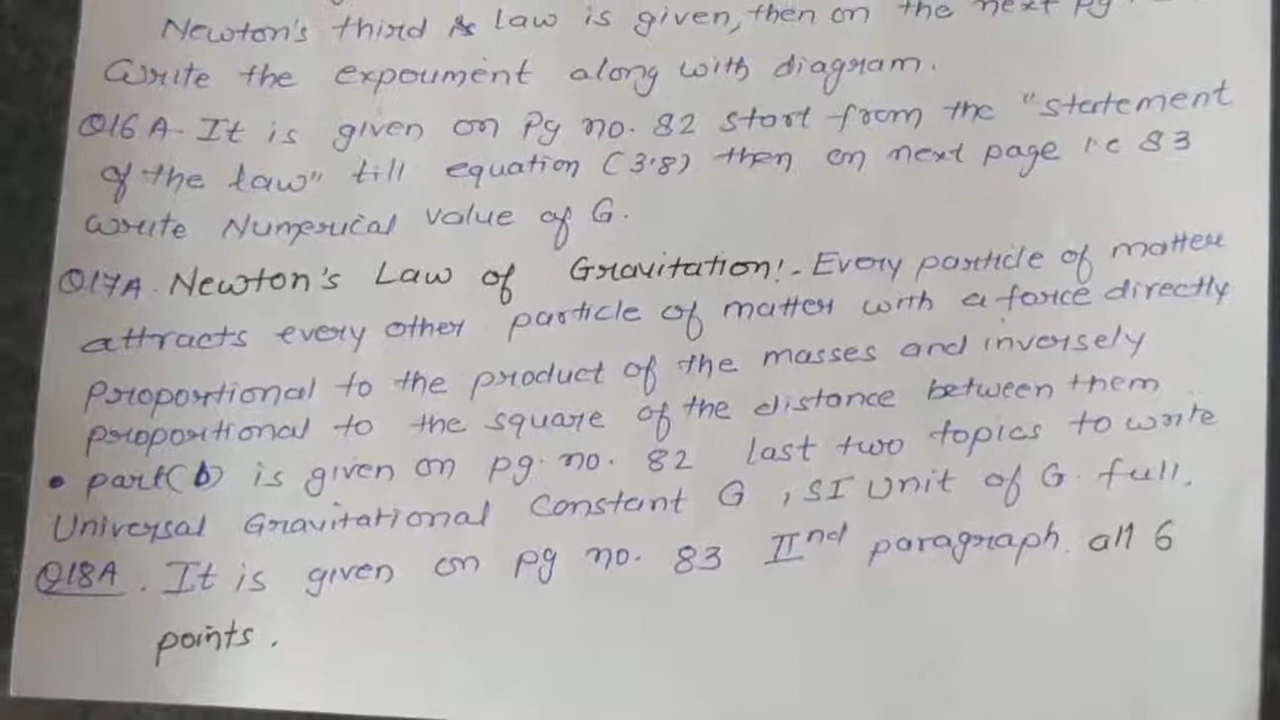 Newton's third law is given, then on the next pg
Write the expoument along with diagram.
Q16 A. It is given on Pg no. 82 start from the "statement
of the law" till equation (3.8) then on next page i.e 83
write Numerical value of G.
Q17A. Newton's Law of Gravitation:- Every particle of matter
attracts every other particle of matter with a force directly
Proportional to the product of the masses and inversely
proportional to the square of the distance between them
• part(b) is given on pg. no. 82 last two topics to write
Universal Gravitational Constant G, SI Unit of G. full.
Q18A. It is given on pg no. 83 IInd paragraph. all 6
points.